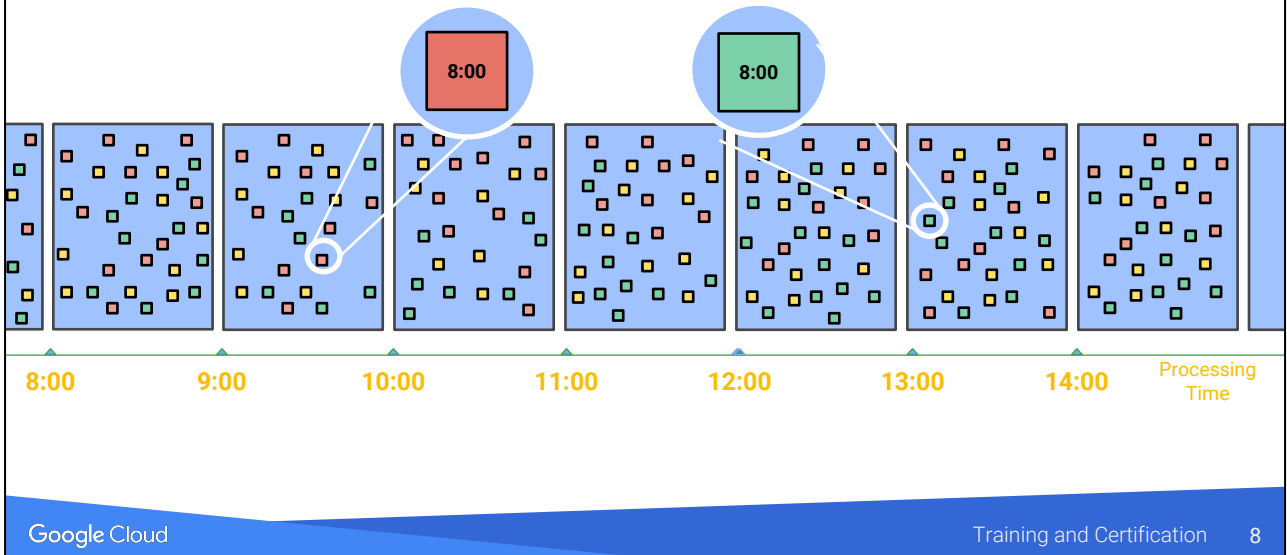 8:00
8:00
8:00
9:00
10:00
11:00
12:00
13:00
14:00
Processing
Time
Google Cloud
Training and Certification
8